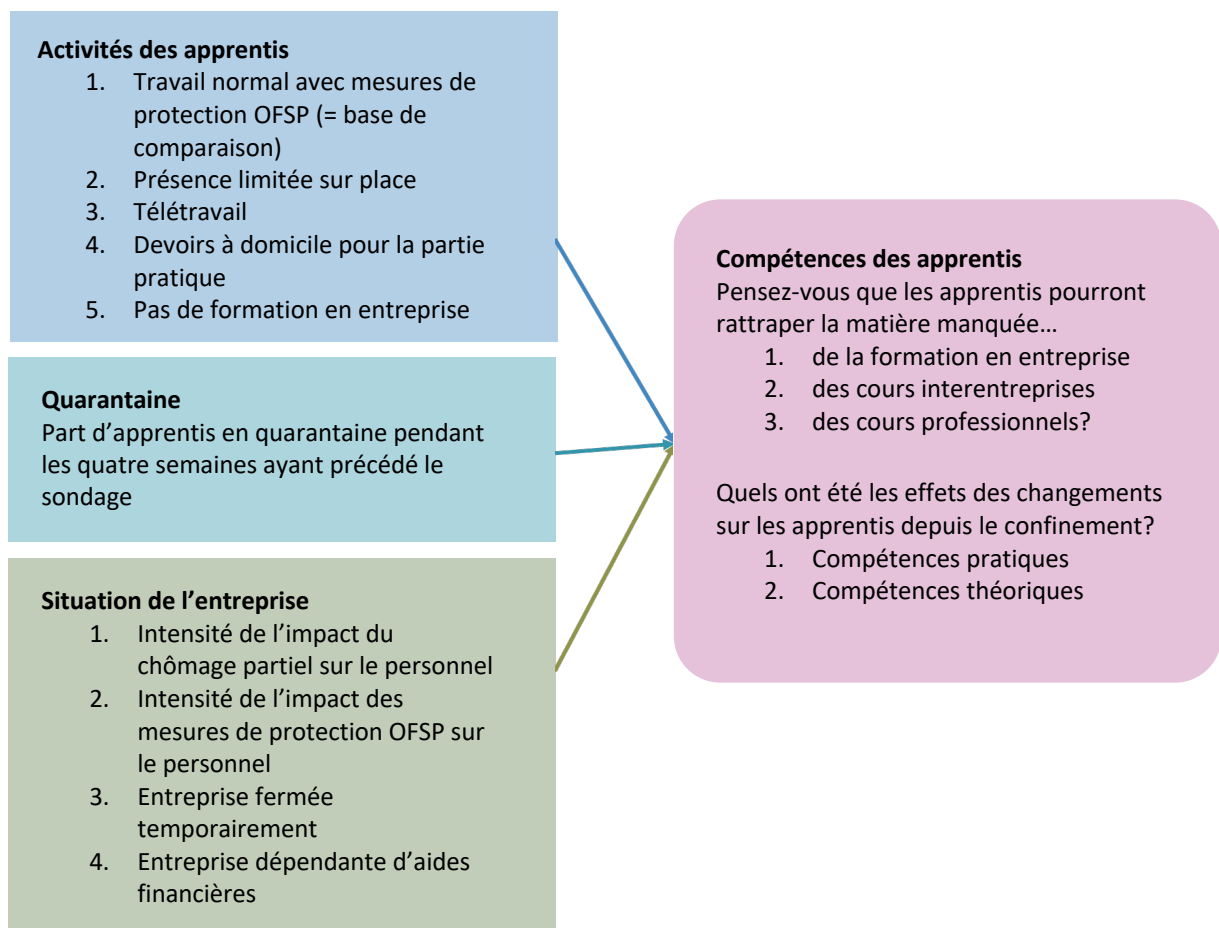 Activités des apprentis
1. Travail normal avec mesures de
protection OFSP (= base de
comparaison)
2. Présence limitée sur place
3. Télétravail
4. Devoirs à domicile pour la partie
pratique
5. Pas de formation en entreprise
Quarantaine
Part d’apprentis en quarantaine pendant
les quatre semaines ayant précédé le
sondage
Situation de l’entreprise
1. Intensité de l’impact du
chômage partiel sur le personnel
2. Intensité de l’impact des
mesures de protection OFSP sur
le personnel
3. Entreprise fermée
temporairement
4. Entreprise dépendante d’aides
financières
Compétences des apprentis
Pensez-vous que les apprentis pourront
rattraper la matière manquée…
1. de la formation en entreprise
2. des cours interentreprises
3. des cours professionnels?
Quels ont été les effets des changements
sur les apprentis depuis le confinement?
1. Compétences pratiques
2. Compétences théoriques